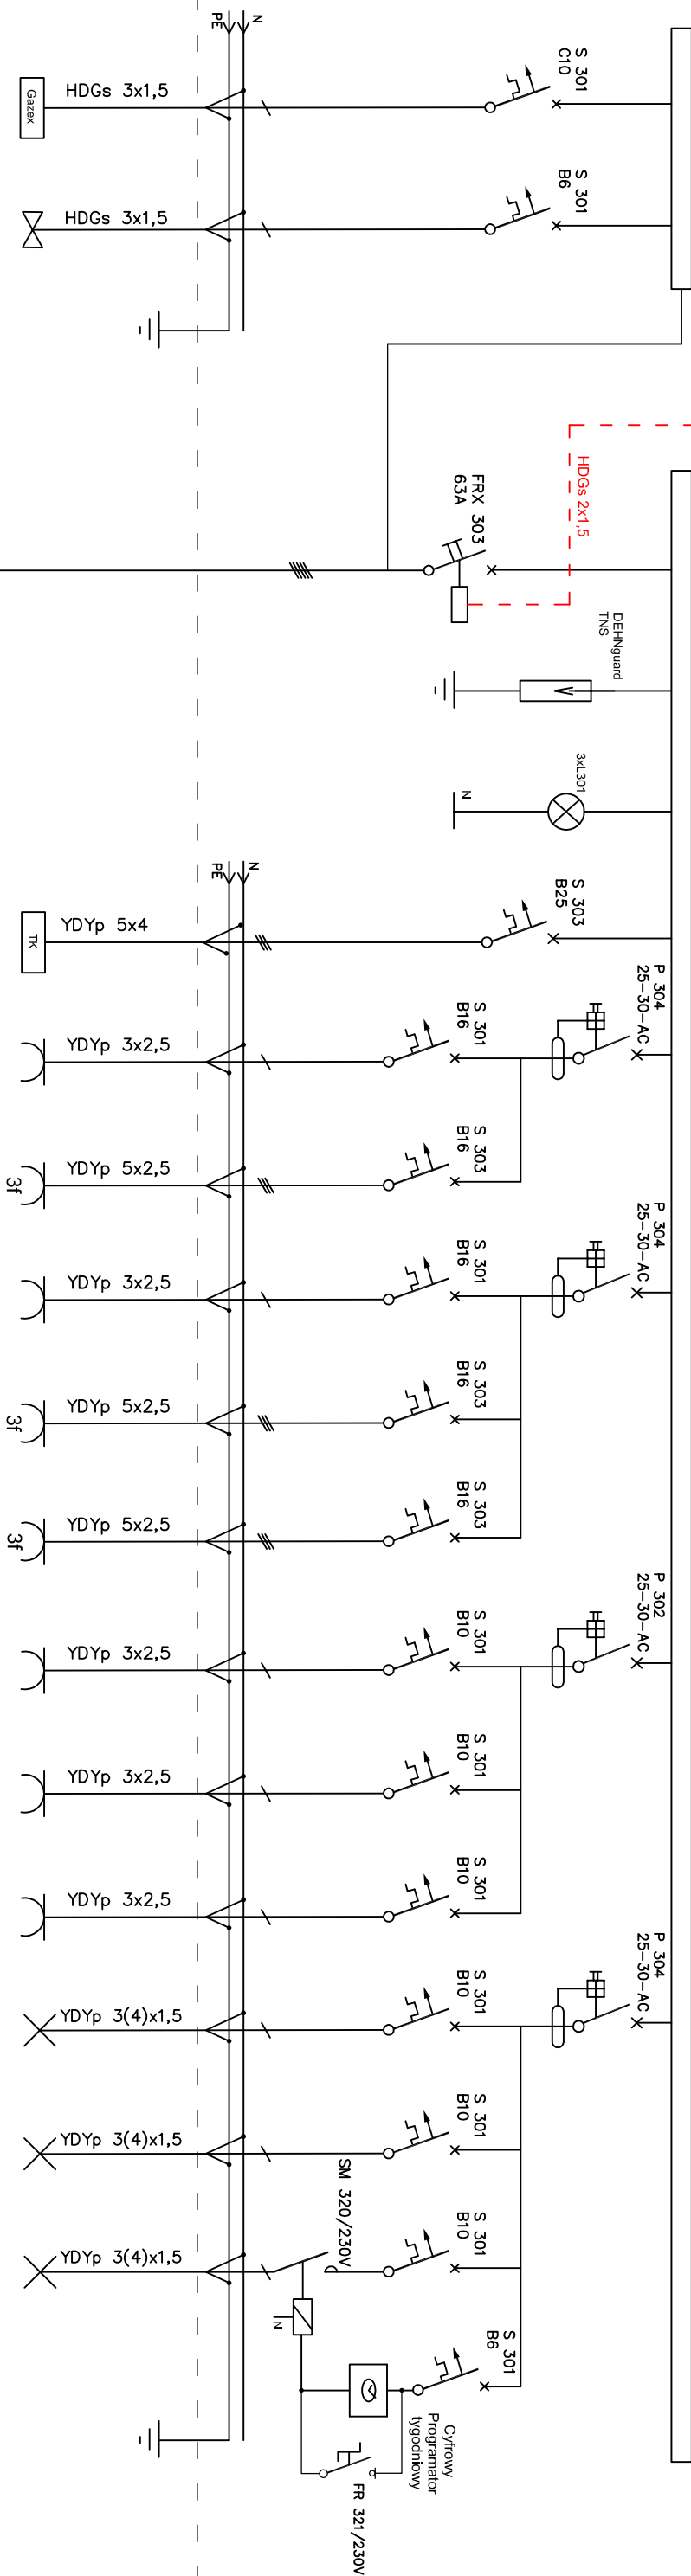 N
PE
S 301
C10
HDGs 3x1,5
Gazex
S 301
B6
HDGs 3x1,5
HDGs 2x1,5
FRX 303
63A
DEHNguard
TNS
3xL301
N
N
PE
S 303
B25
YDYp 5x4
TK
P 304
25-30-AC
S 301
B16
YDYp 3x2,5
S 303
B16
YDYp 5x2,5
3f
P 304
25-30-AC
S 301
B16
YDYp 3x2,5
S 303
B16
YDYp 5x2,5
3f
S 303
B16
YDYp 5x2,5
3f
P 302
25-30-AC
S 301
B10
YDYp 3x2,5
S 301
B10
YDYp 3x2,5
S 301
B10
YDYp 3x2,5
P 304
25-30-AC
S 301
B10
YDYp 3(4)x1,5
S 301
B10
YDYp 3(4)x1,5
S 301
B10
SM 320/230V
YDYp 3(4)x1,5
N
S 301
B6
Cyfrowy
Programator
tygodniowy
FR 321/230V